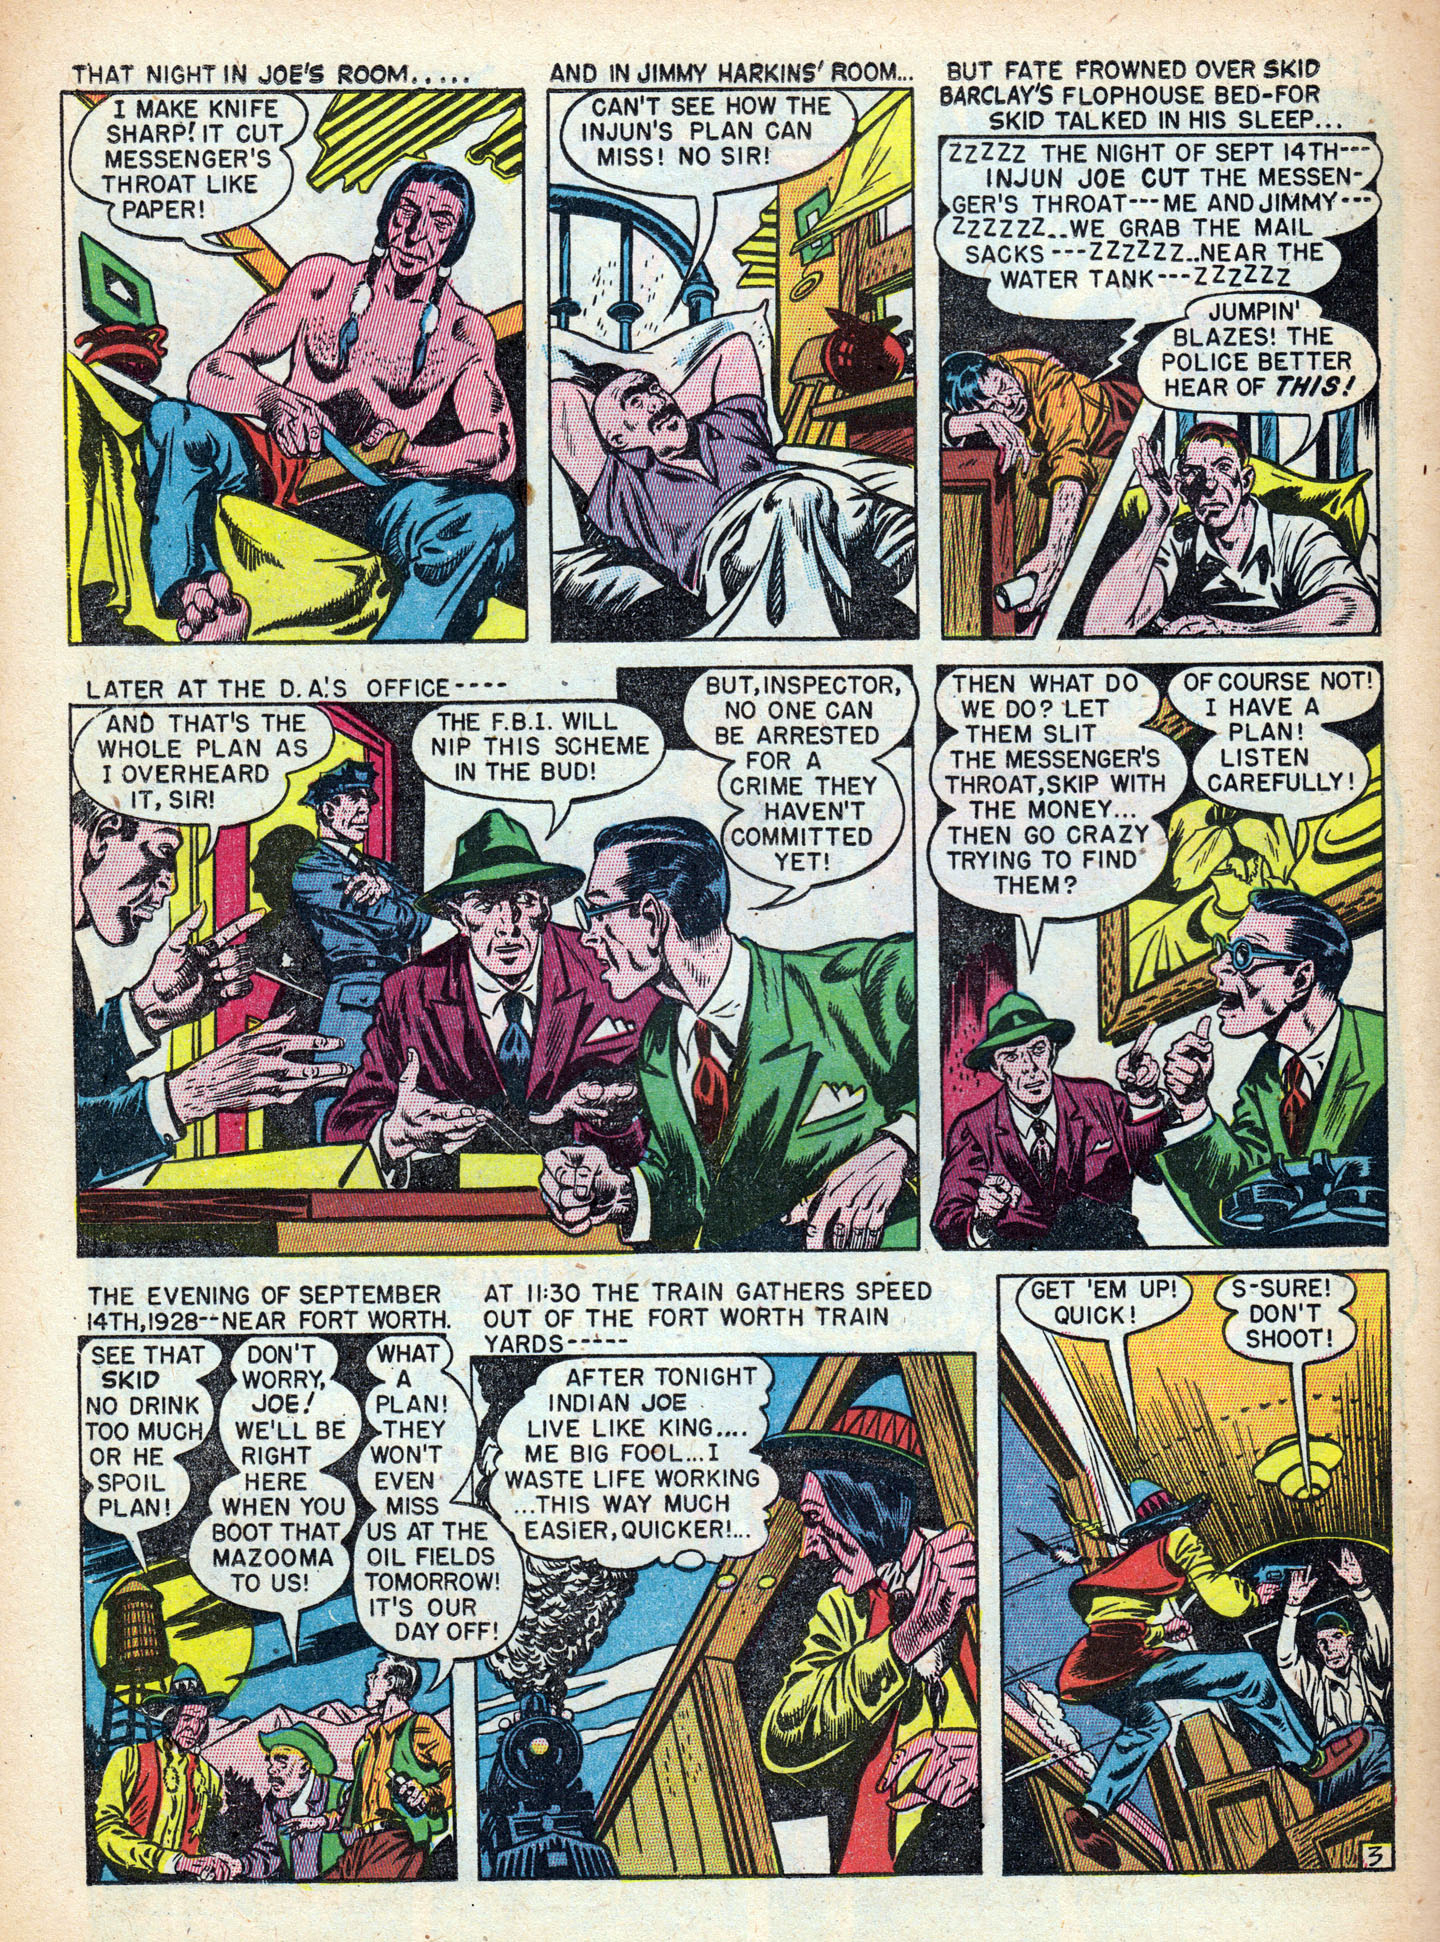 THAT NIGHT IN JOE'S ROOM.....
I MAKE KNIFE
SHARP! IT CUT
MESSENGER'S
THROAT LIKE
PAPER!
AND IN JIMMY HARKINS' ROOM...
CAN'T SEE HOW THE
INJUN'S PLAN CAN
MISS! NO SIR!
BUT FATE FROWNED OVER SKID
BARCLAY'S FLOPHOUSE BED-FOR
SKID TALKED IN HIS SLEEP...
ZZZZZ THE NIGHT OF SEPT 14TH---
INJUN JOE CUT THE MESSEN-
GER'S THROAT---ME AND JIMMY---
ZZZZZZ...WE GRAB THE MAIL
SACKS---ZZZZZZ..NEAR THE
WATER TANK---ZZZZZZ
JUMPIN'
BLAZES! THE
POLICE BETTER
HEAR OF THIS!
LATER AT THE D.A.'S OFFICE----
AND THAT'S THE
WHOLE PLAN AS
I OVERHEARD
IT, SIR!
THE F.B.I. WILL
NIP THIS SCHEME
IN THE BUD!
BUT, INSPECTOR,
NO ONE CAN
BE ARRESTED
FOR A
CRIME THEY
HAVEN'T
COMMITTED
YET!
THEN WHAT DO
WE DO? LET
THEM SLIT
THE MESSENGER'S
THROAT, SKIP WITH
THE MONEY...
THEN GO CRAZY
TRYING TO FIND
THEM?
OF COURSE NOT!
I HAVE A
PLAN!
LISTEN
CAREFULLY!
THE EVENING OF SEPTEMBER
14TH, 1928--NEAR FORT WORTH.
SEE THAT
SKID
NO DRINK
TOO MUCH
OR HE
SPOIL
PLAN!
DON'T
WORRY,
JOE!
WE'LL BE
RIGHT
HERE
WHEN YOU
BOOT THAT
MAZOOMA
TO US!
WHAT
A
PLAN!
THEY
WON'T
EVEN
MISS
US AT THE
OIL FIELDS
TOMORROW!
IT'S OUR
DAY OFF!
AT 11:30 THE TRAIN GATHERS SPEED
OUT OF THE FORT WORTH TRAIN
YARDS-----
AFTER TONIGHT
INDIAN JOE
LIVE LIKE KING....
ME BIG FOOL...I
WASTE LIFE WORKING
...THIS WAY MUCH
EASIER, QUICKER!...
GET 'EM UP!
QUICK!
S-SURE!
DON'T
SHOOT!
3